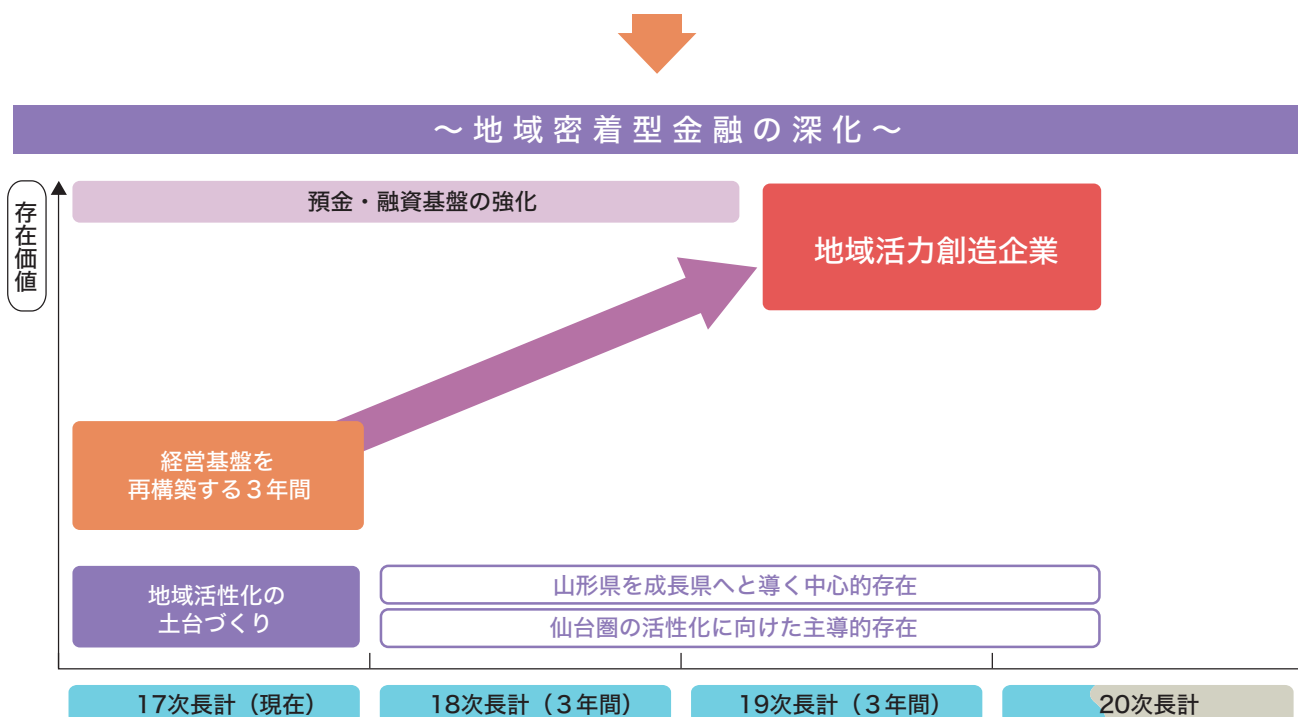 ～地域密着型金融の深化～
存在価値
預金・融資基盤の強化
地域活力創造企業
経営基盤を
再構築する３年間
地域活性化の
土台づくり
山形県を成長県へと導く中心的存在
仙台圏の活性化に向けた主導的存在
17次長計（現在）
18次長計（３年間）
19次長計（３年間）
20次長計